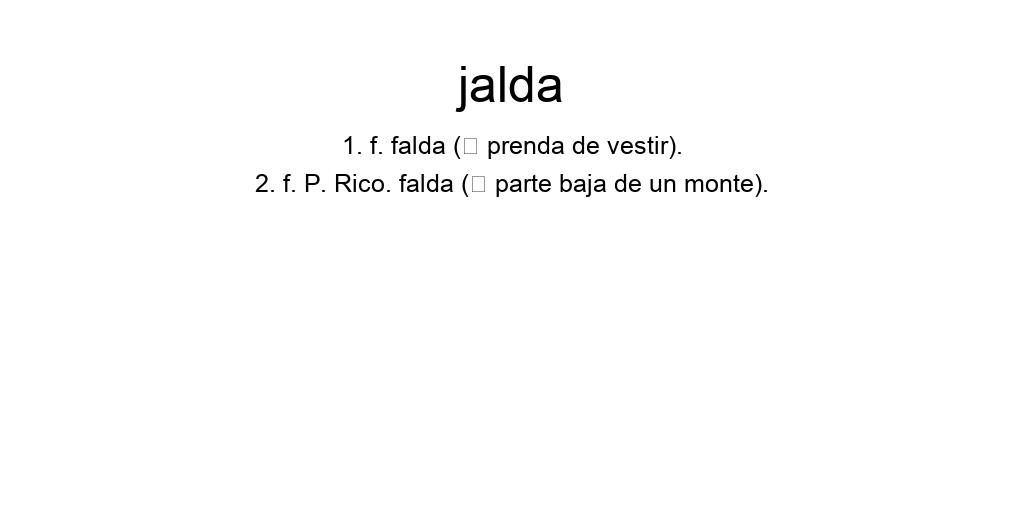 jalda
1. f. falda (□ prenda de vestir).
2. f. P. Rico. falda (□ parte baja de un monte).